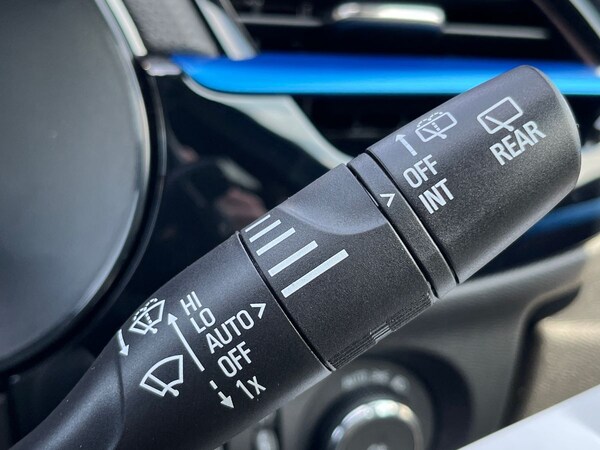 OFF
INT
REAR
HI
LO
AUTO
OFF
1x